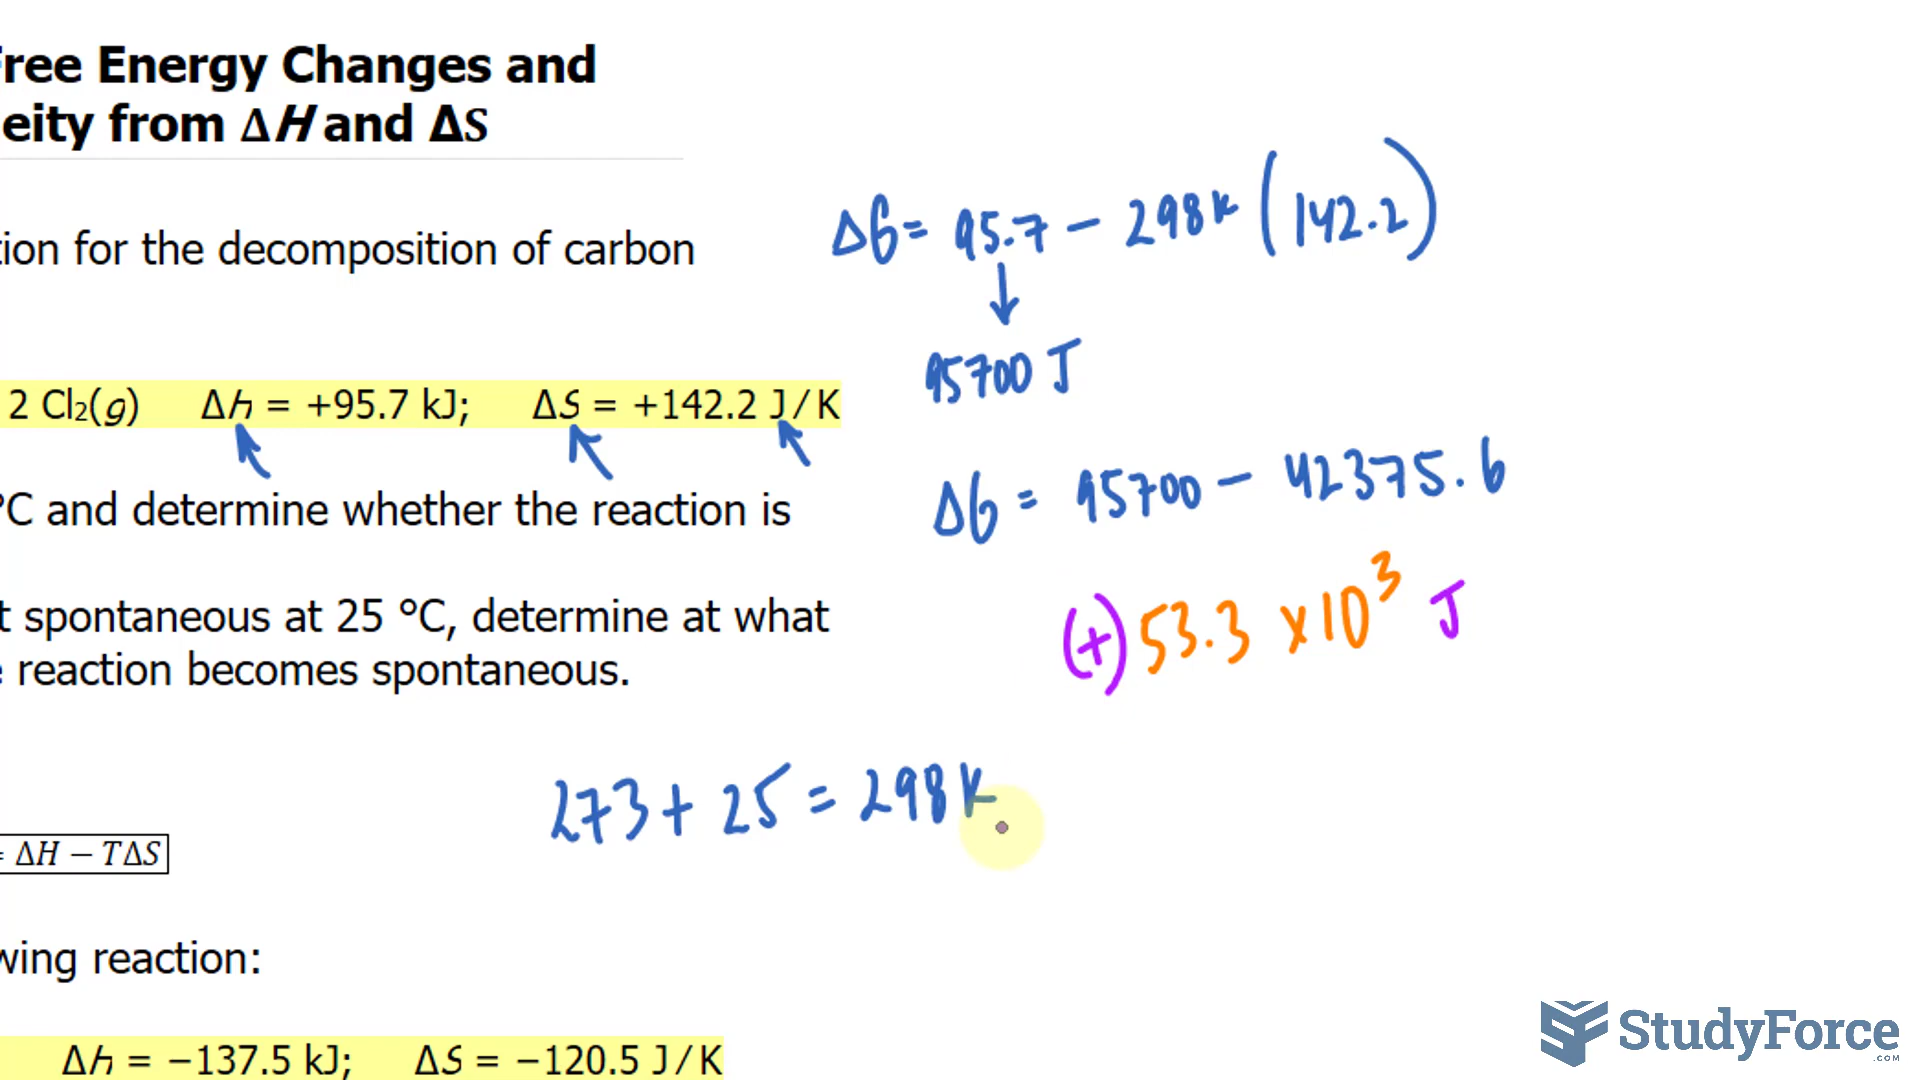 Free Energy Changes and
eity from ΔH and ΔS
tion for the decomposition of carbon
2 Cl₂(g) Δh = +95.7 kJ; ΔS = +142.2 J/K
°C and determine whether the reaction is
t spontaneous at 25 °C, determine at what
e reaction becomes spontaneous.
= ΔH − TΔS
wing reaction:
Δh = −137.5 kJ; ΔS = −120.5 J/K
ΔG = 95.7 − 298K (142.2)
95700 J
ΔG = 95700 − 42375.6
(+) 53.3 x10³ J
273 + 25 = 298K
StudyForce
.COM